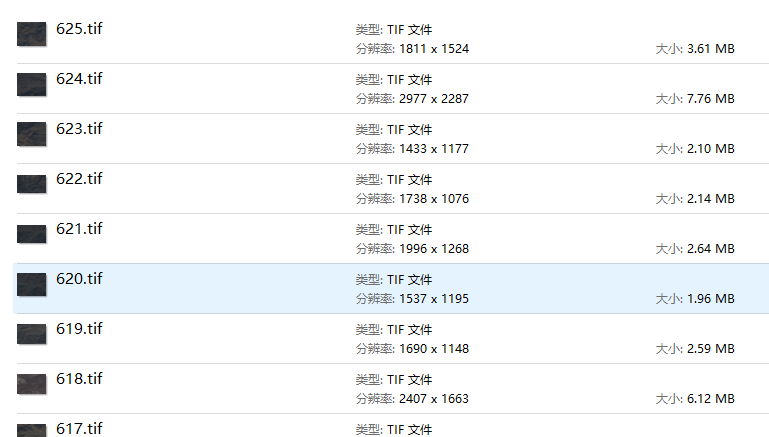 625.tif
类型: TIF 文件
分辨率: 1811 x 1524
大小: 3.61 MB
624.tif
类型: TIF 文件
分辨率: 2977 x 2287
大小: 7.76 MB
623.tif
类型: TIF 文件
分辨率: 1433 x 1177
大小: 2.10 MB
622.tif
类型: TIF 文件
分辨率: 1738 x 1076
大小: 2.14 MB
621.tif
类型: TIF 文件
分辨率: 1996 x 1268
大小: 2.64 MB
620.tif
类型: TIF 文件
分辨率: 1537 x 1195
大小: 1.96 MB
619.tif
类型: TIF 文件
分辨率: 1690 x 1148
大小: 2.59 MB
618.tif
类型: TIF 文件
分辨率: 2407 x 1663
大小: 6.12 MB
617.tif
类型: TIF 文件